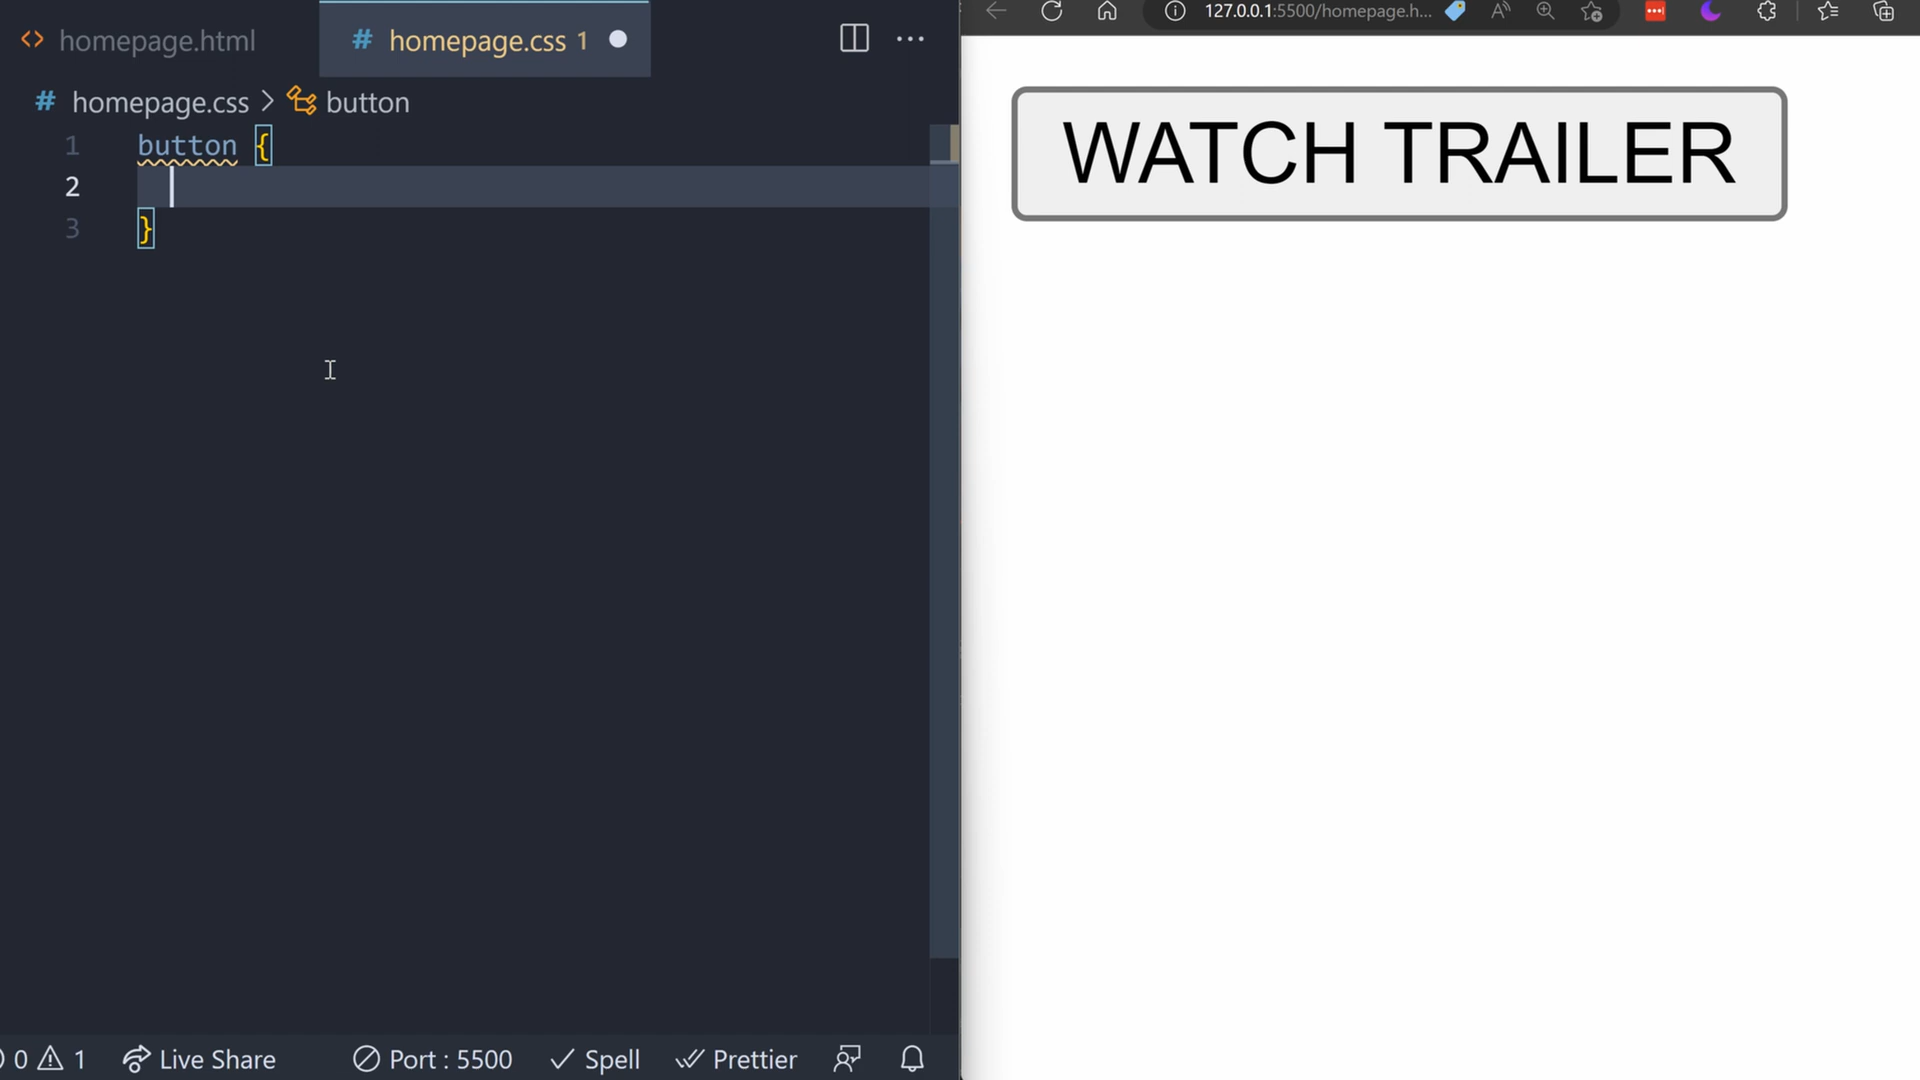 homepage.html
homepage.css 1
homepage.css > button
1 button {
2
3 }
0 1 Live Share Port : 5500 Spell Prettier
127.0.0.1:5500/homepage.h...
WATCH TRAILER